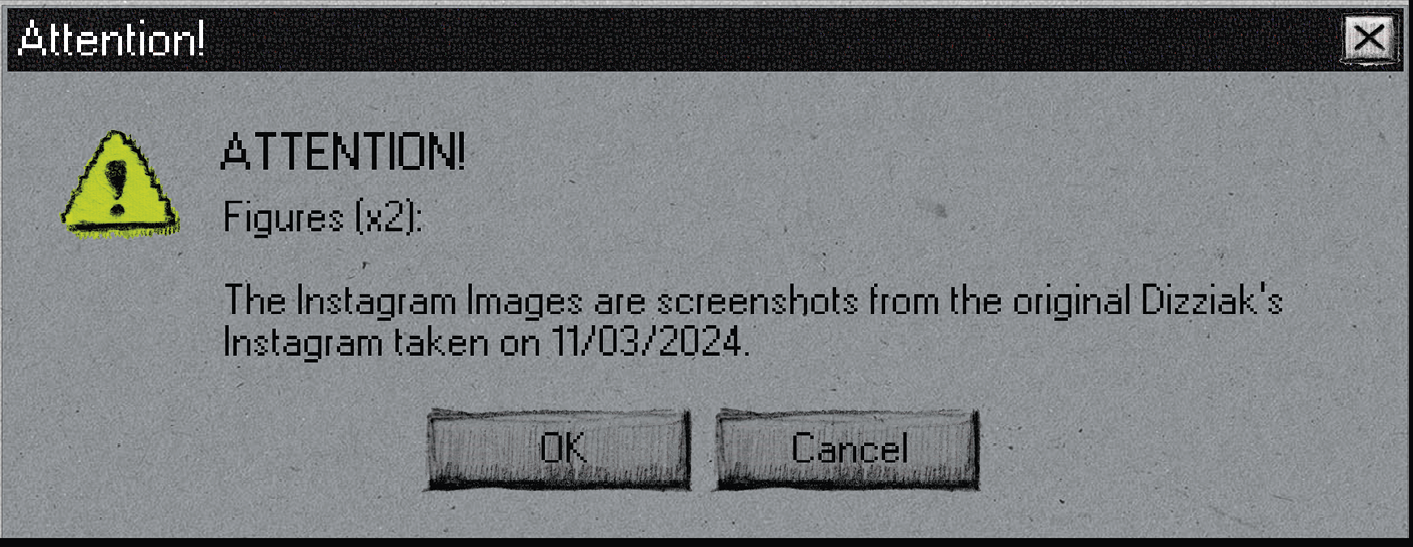 Attention!
ATTENTION!
Figures (x2):
The Instagram Images are screenshots from the original Dizziak's
Instagram taken on 11/03/2024.
OK
Cancel